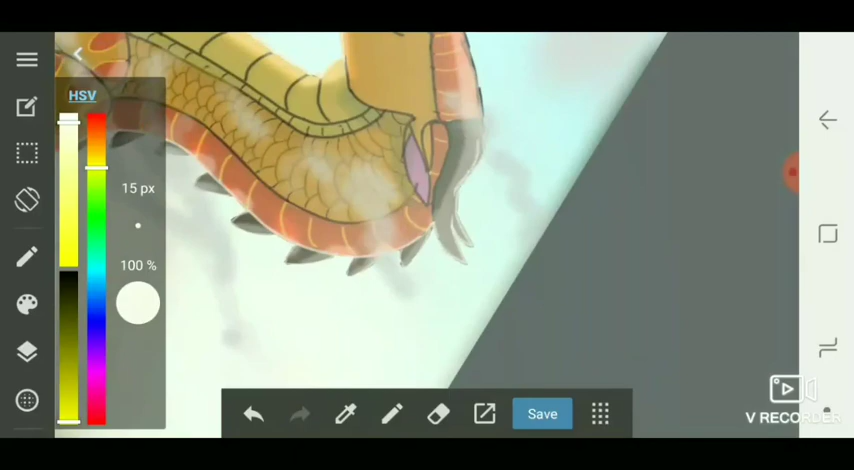 HSV
15 px
100 %
Save
V RECORDER